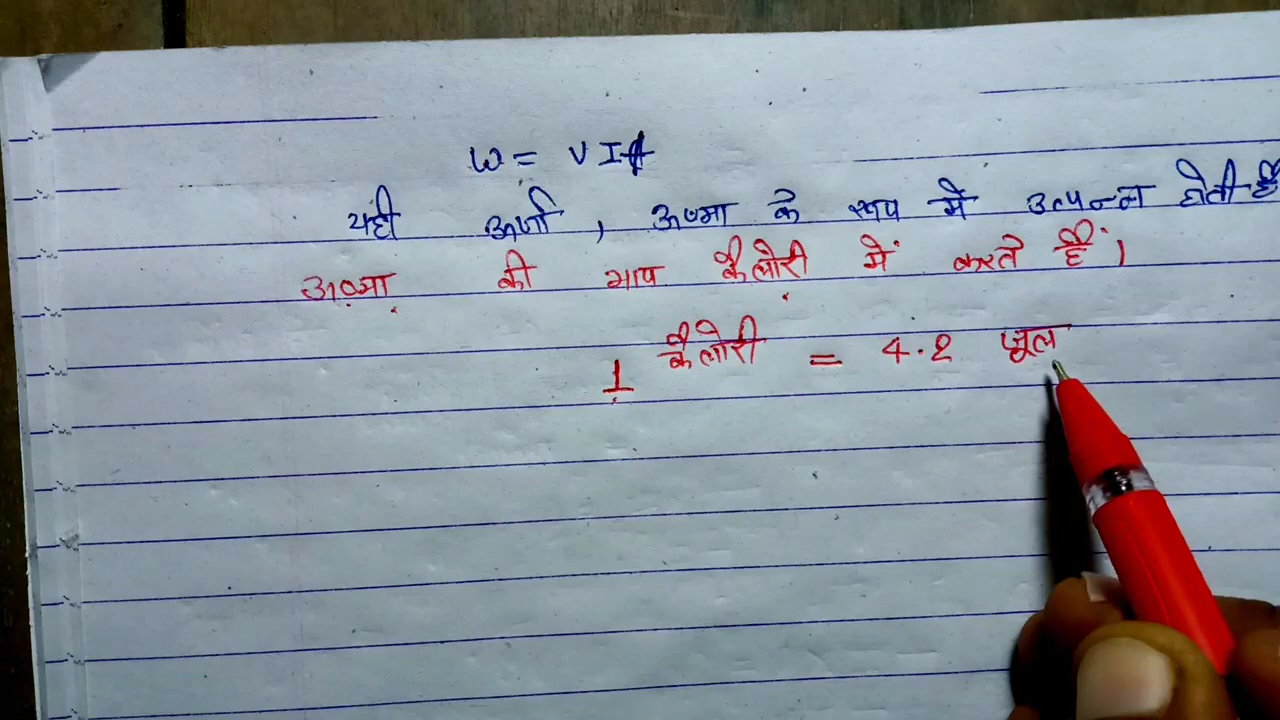 W = VIt
यही ऊर्जा , ऊष्मा के रूप में उत्पन्न होती है
ऊष्मा की माप कैलोरी में करते हैं।
1 कैलोरी = 4.2 जूल